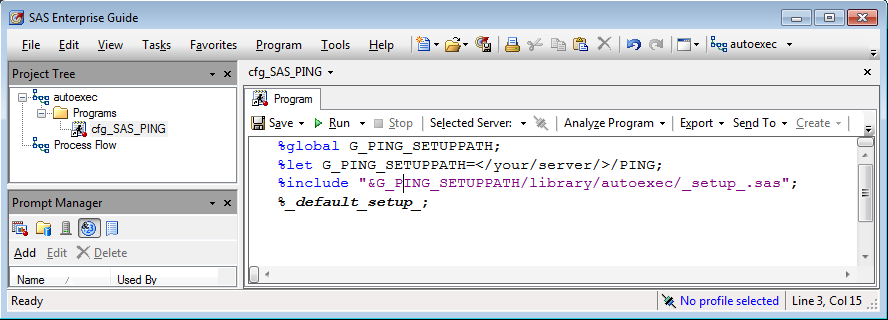 SAS Enterprise Guide
File Edit View Tasks Favorites Program Tools Help autoexec
Project Tree
autoexec
Programs
cfg_SAS_PING
Process Flow
Prompt Manager
Add Edit Delete
Name Used By
cfg_SAS_PING
Program
Save Run Stop Selected Server: Analyze Program Export Send To Create
%global G_PING_SETUPPATH;
%let G_PING_SETUPPATH=</your/server/>/PING;
%include "&G_PING_SETUPPATH/library/autoexec/_setup_.sas";
%_default_setup_;
Ready No profile selected Line 3, Col 15